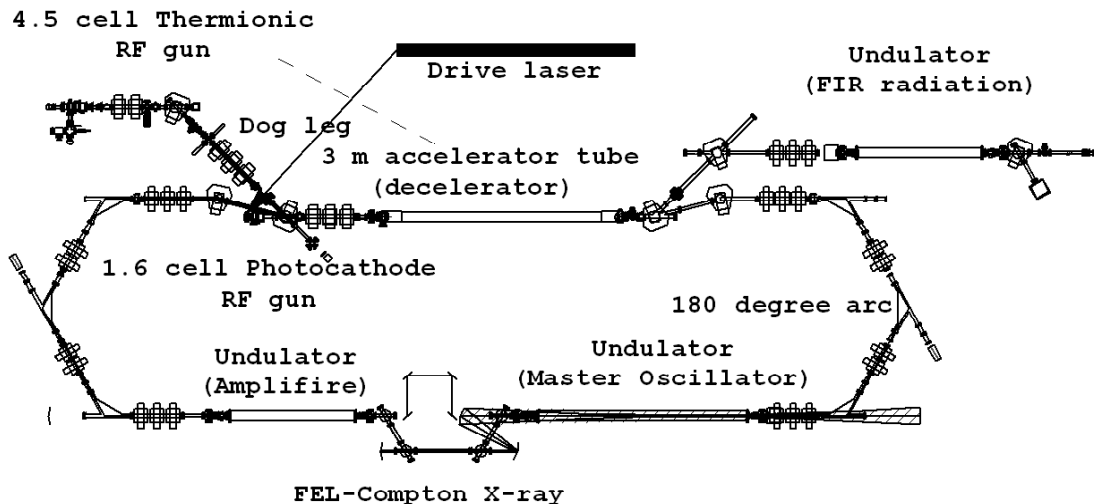 4.5 cell Thermionic
RF gun
Drive laser
Undulator
(FIR radiation)
Dog leg
3 m accelerator tube
(decelerator)
1.6 cell Photocathode
RF gun
180 degree arc
Undulator
(Amplifire)
Undulator
(Master Oscillator)
FEL-Compton X-ray